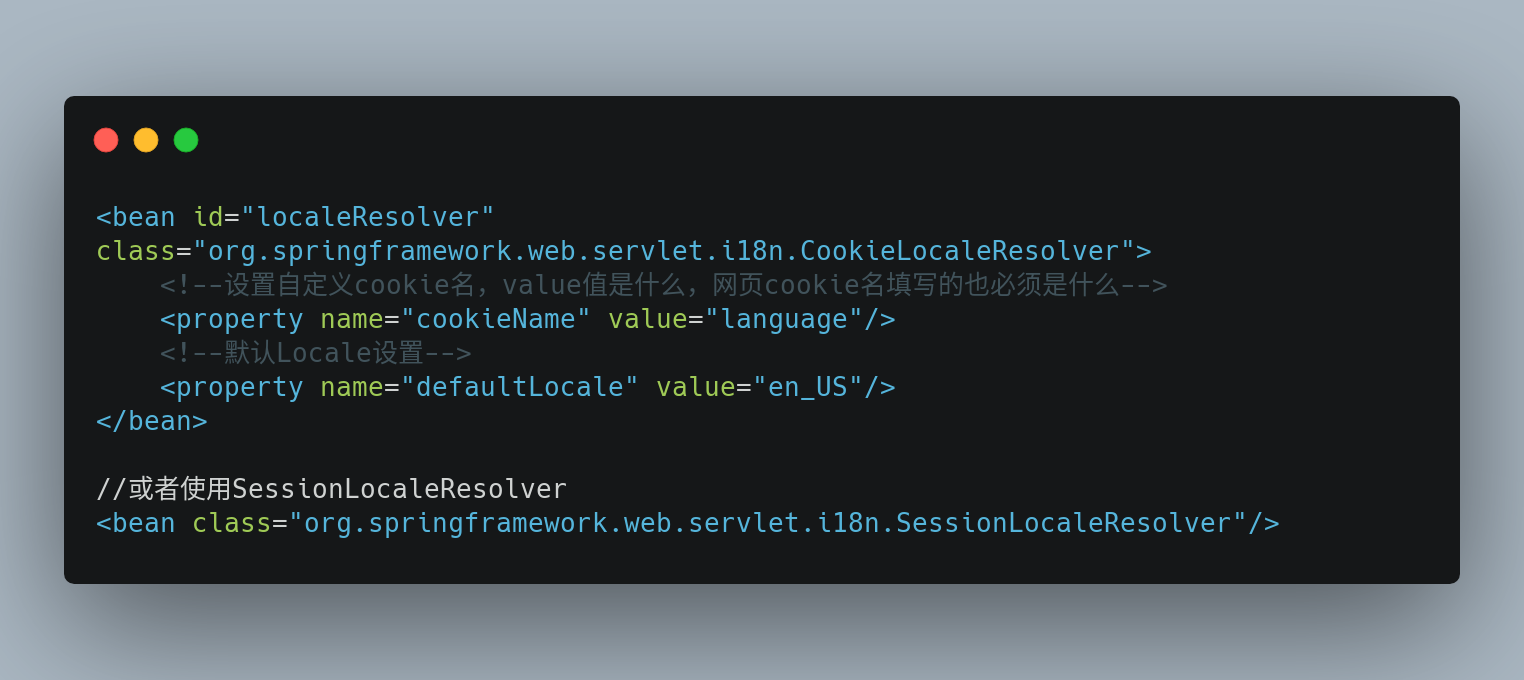 <bean id="localeResolver"
class="org.springframework.web.servlet.i18n.CookieLocaleResolver">
    <!--设置自定义cookie名，value值是什么，网页cookie名填写的也必须是什么-->
    <property name="cookieName" value="language"/>
    <!--默认Locale设置-->
    <property name="defaultLocale" value="en_US"/>
</bean>

//或者使用SessionLocaleResolver
<bean class="org.springframework.web.servlet.i18n.SessionLocaleResolver"/>